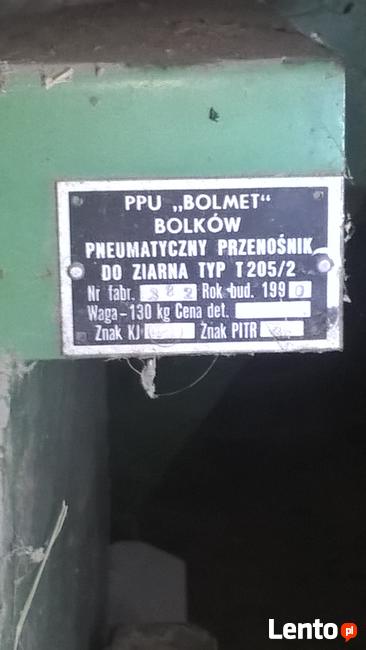 PPU „BOLMET"
BOLKÓW
PNEUMATYCZNY PRZENOŚNIK
DO ZIARNA TYP T205/2
Nr fabr. 382 Rok bud. 1990
Waga-130 kg Cena det.
Znak KJ Znak PITR
Lento pl